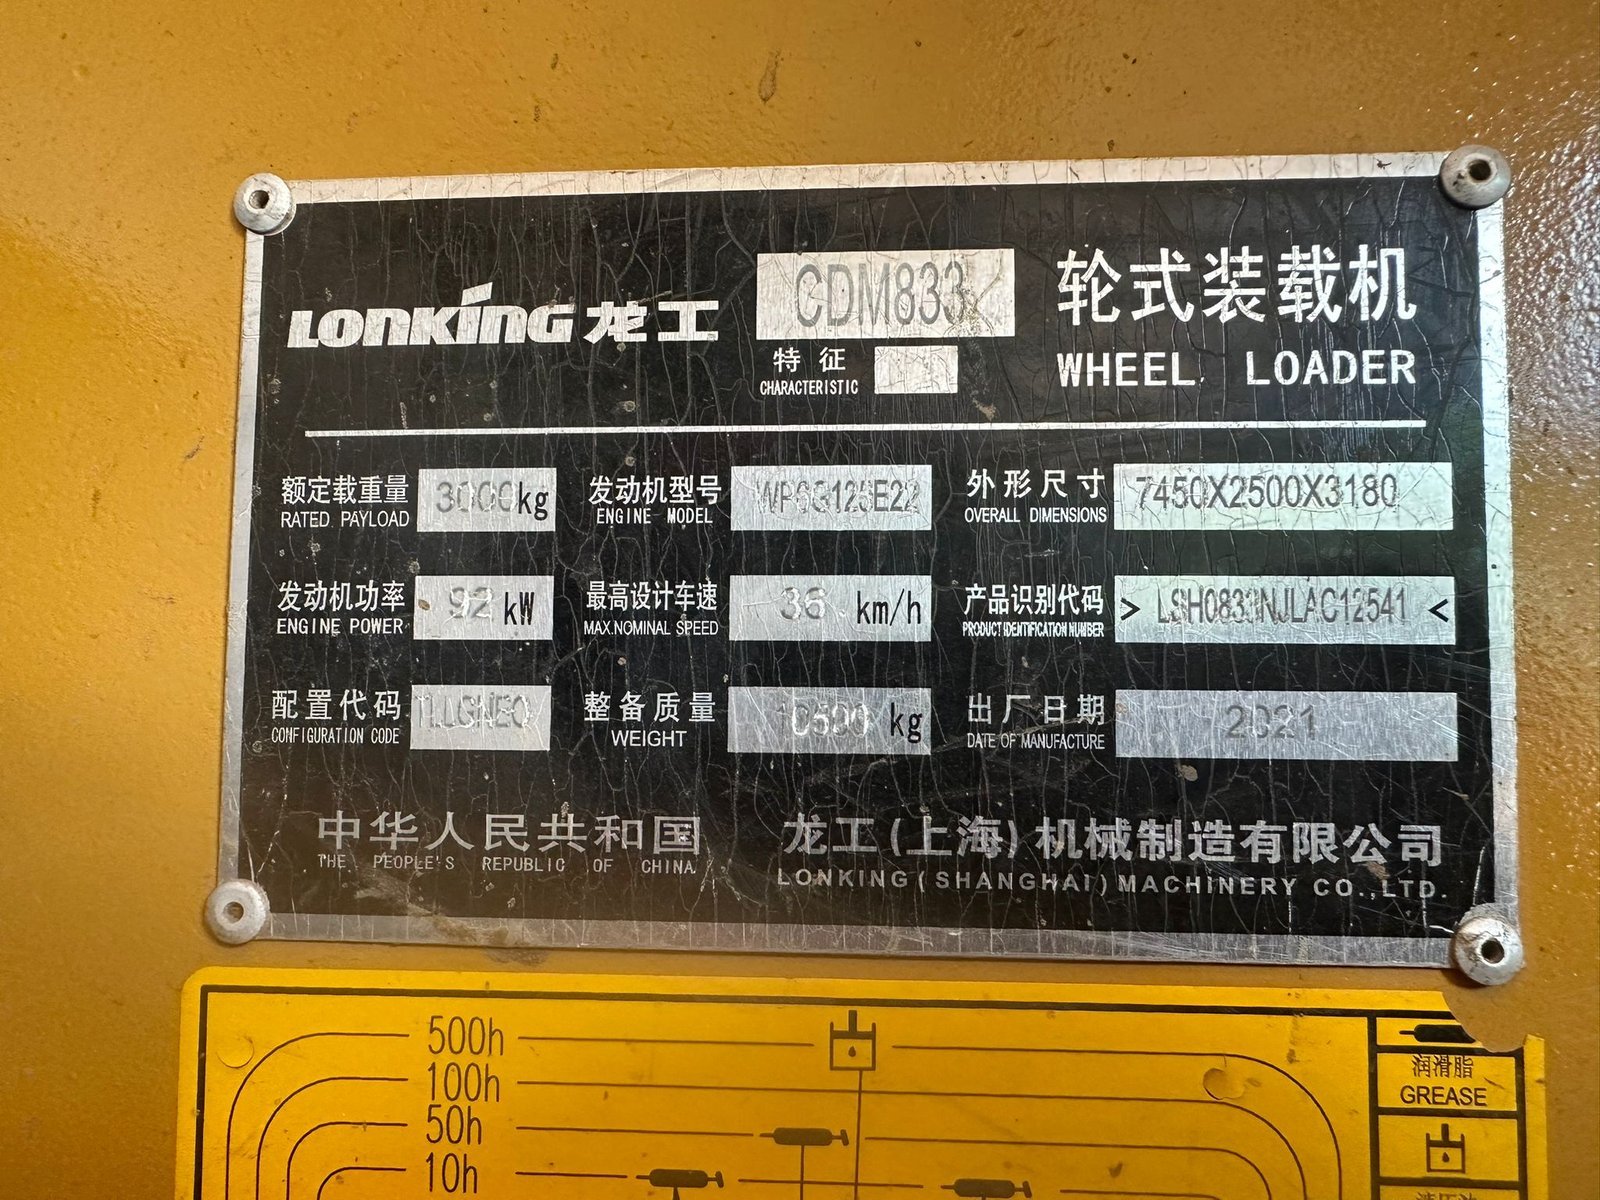 LONKING 龙工
CDM833
轮式装载机
特征
CHARACTERISTIC
WHEEL LOADER
额定载重量 3000kg
RATED PAYLOAD
发动机型号 WP6G125E22
ENGINE MODEL
外形尺寸 7450X2500X3180
OVERALL DIMENSIONS
发动机功率 92 kW
ENGINE POWER
最高设计车速 36 km/h
MAX.NOMINAL SPEED
产品识别代码 > LSH0833NJLAC12541 <
PRODUCT IDENTIFICATION NUMBER
配置代码
CONFIGURATION CODE
整备质量 10500 kg
WEIGHT
出厂日期 2021
DATE OF MANUFACTURE
中华人民共和国
THE PEOPLE'S REPUBLIC OF CHINA
龙工(上海)机械制造有限公司
LONKING(SHANGHAI)MACHINERY CO.,LTD.
500h
100h
50h
10h
润滑脂
GREASE